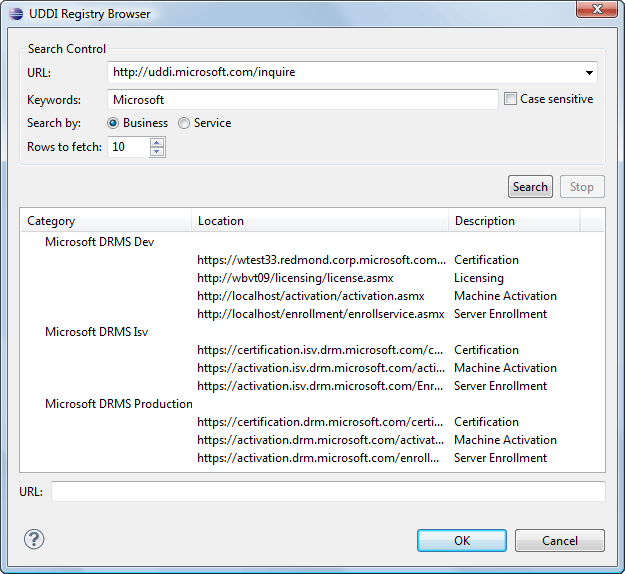 UDDI Registry Browser
Search Control
URL: http://uddi.microsoft.com/inquire
Keywords: Microsoft Case sensitive
Search by: Business Service
Rows to fetch: 10
Search Stop
Category Location Description
Microsoft DRMS Dev
https://wtest33.redmond.corp.microsoft.com... Certification
http://wbvt09/licensing/license.asmx Licensing
http://localhost/activation/activation.asmx Machine Activation
http://localhost/enrollment/enrollservice.asmx Server Enrollment
Microsoft DRMS Isv
https://certification.isv.drm.microsoft.com/c... Certification
https://activation.isv.drm.microsoft.com/acti... Machine Activation
https://activation.isv.drm.microsoft.com/Enr... Server Enrollment
Microsoft DRMS Production
https://certification.drm.microsoft.com/certi... Certification
https://activation.drm.microsoft.com/activat... Machine Activation
https://activation.drm.microsoft.com/enroll... Server Enrollment
URL:
? OK Cancel